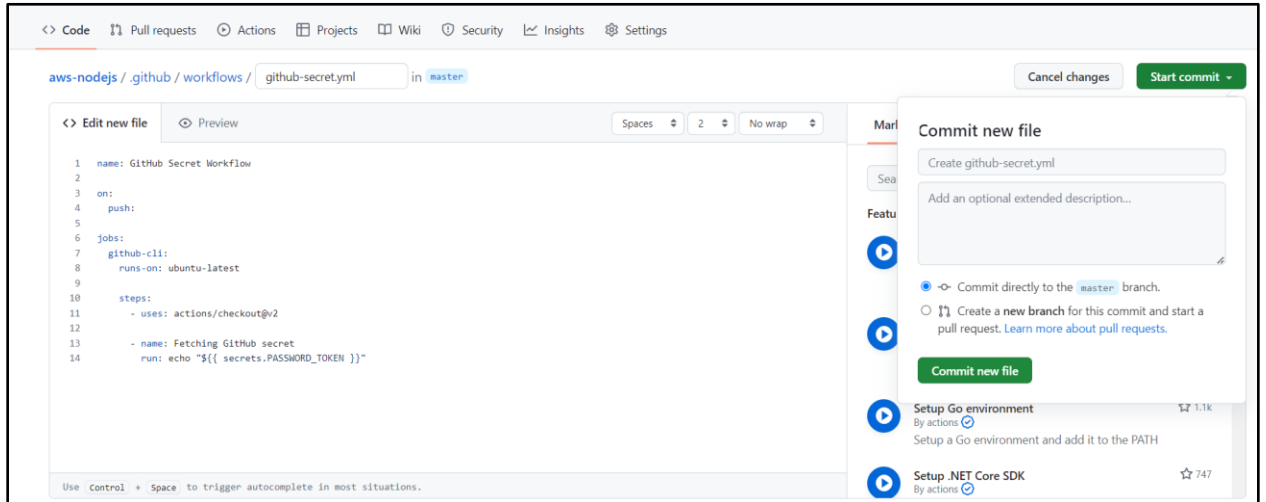 <> Code Pull requests Actions Projects Wiki Security Insights Settings
aws-nodejs / .github / workflows / github-secret.yml in master
Cancel changes Start commit
<> Edit new file Preview Spaces 2 No wrap
1 name: GitHub Secret Workflow
2
3 on:
4 push:
5
6 jobs:
7 github-cli:
8 runs-on: ubuntu-latest
9
10 steps:
11 - uses: actions/checkout@v2
12
13 - name: Fetching GitHub secret
14 run: echo "${{ secrets.PASSWORD_TOKEN }}"
Use Control + Space to trigger autocomplete in most situations.
Mark
Sea
Featu
Commit new file
Create github-secret.yml
Add an optional extended description...
Commit directly to the master branch.
Create a new branch for this commit and start a
pull request. Learn more about pull requests.
Commit new file
Setup Go environment 1.1k
By actions
Setup a Go environment and add it to the PATH
Setup .NET Core SDK 747
By actions